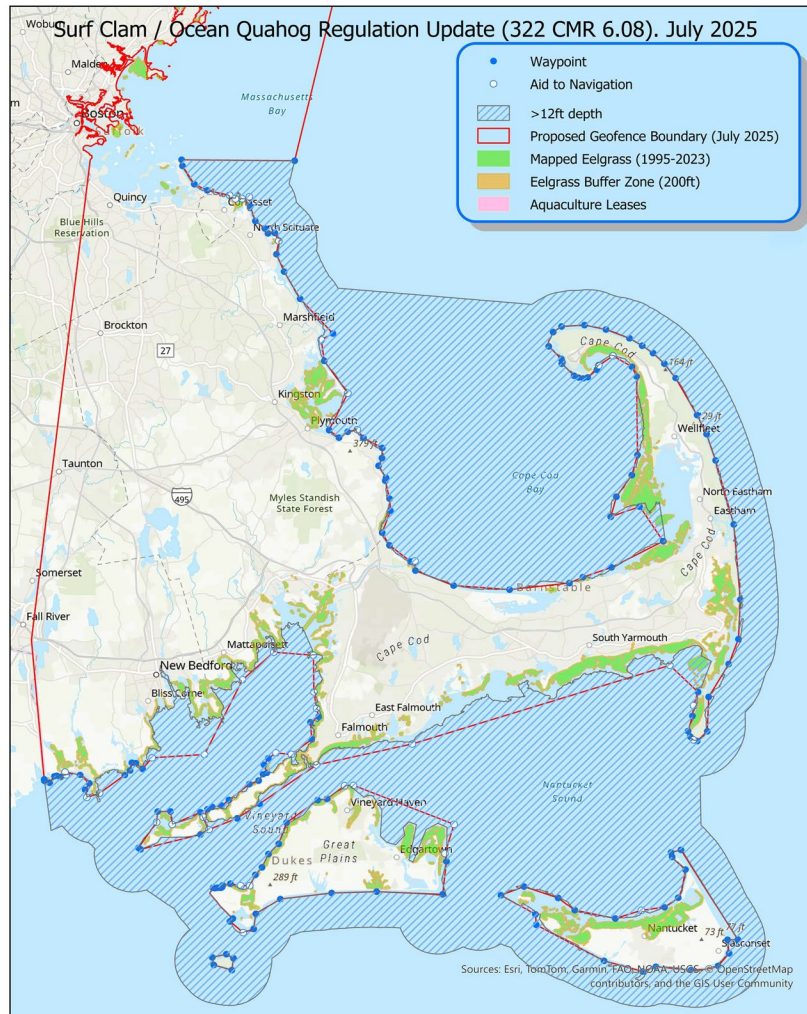 Surf Clam / Ocean Quahog Regulation Update (322 CMR 6.08). July 2025
Waypoint
Aid to Navigation
>12ft depth
Proposed Geofence Boundary (July 2025)
Mapped Eelgrass (1995-2023)
Eelgrass Buffer Zone (200ft)
Aquaculture Leases
Malden
Massachusetts
Bay
Boston
Quincy
Blue Hills
Reservation
North Scituate
Brockton
27
Marshfield
Cape Cod
164 ft
Kingston
Plymouth
379 ft
Wellfleet
Taunton
495
Myles Standish
State Forest
Cape Cod
Bay
North Eastham
Eastham
Cape Cod
Somerset
Barnstable
Fall River
Mattapoisett
Cape Cod
South Yarmouth
New Bedford
Bliss Corner
East Falmouth
Falmouth
Nantucket
Sound
Vineyard Haven
Vineyard
Sound
Great
Plains
Edgartown
Dukes
289 ft
Nantucket
73 ft
77 ft
Siasconset
Sources: Esri, TomTom, Garmin, FAO, NOAA, USGS, © OpenStreetMap
contributors, and the GIS User Community